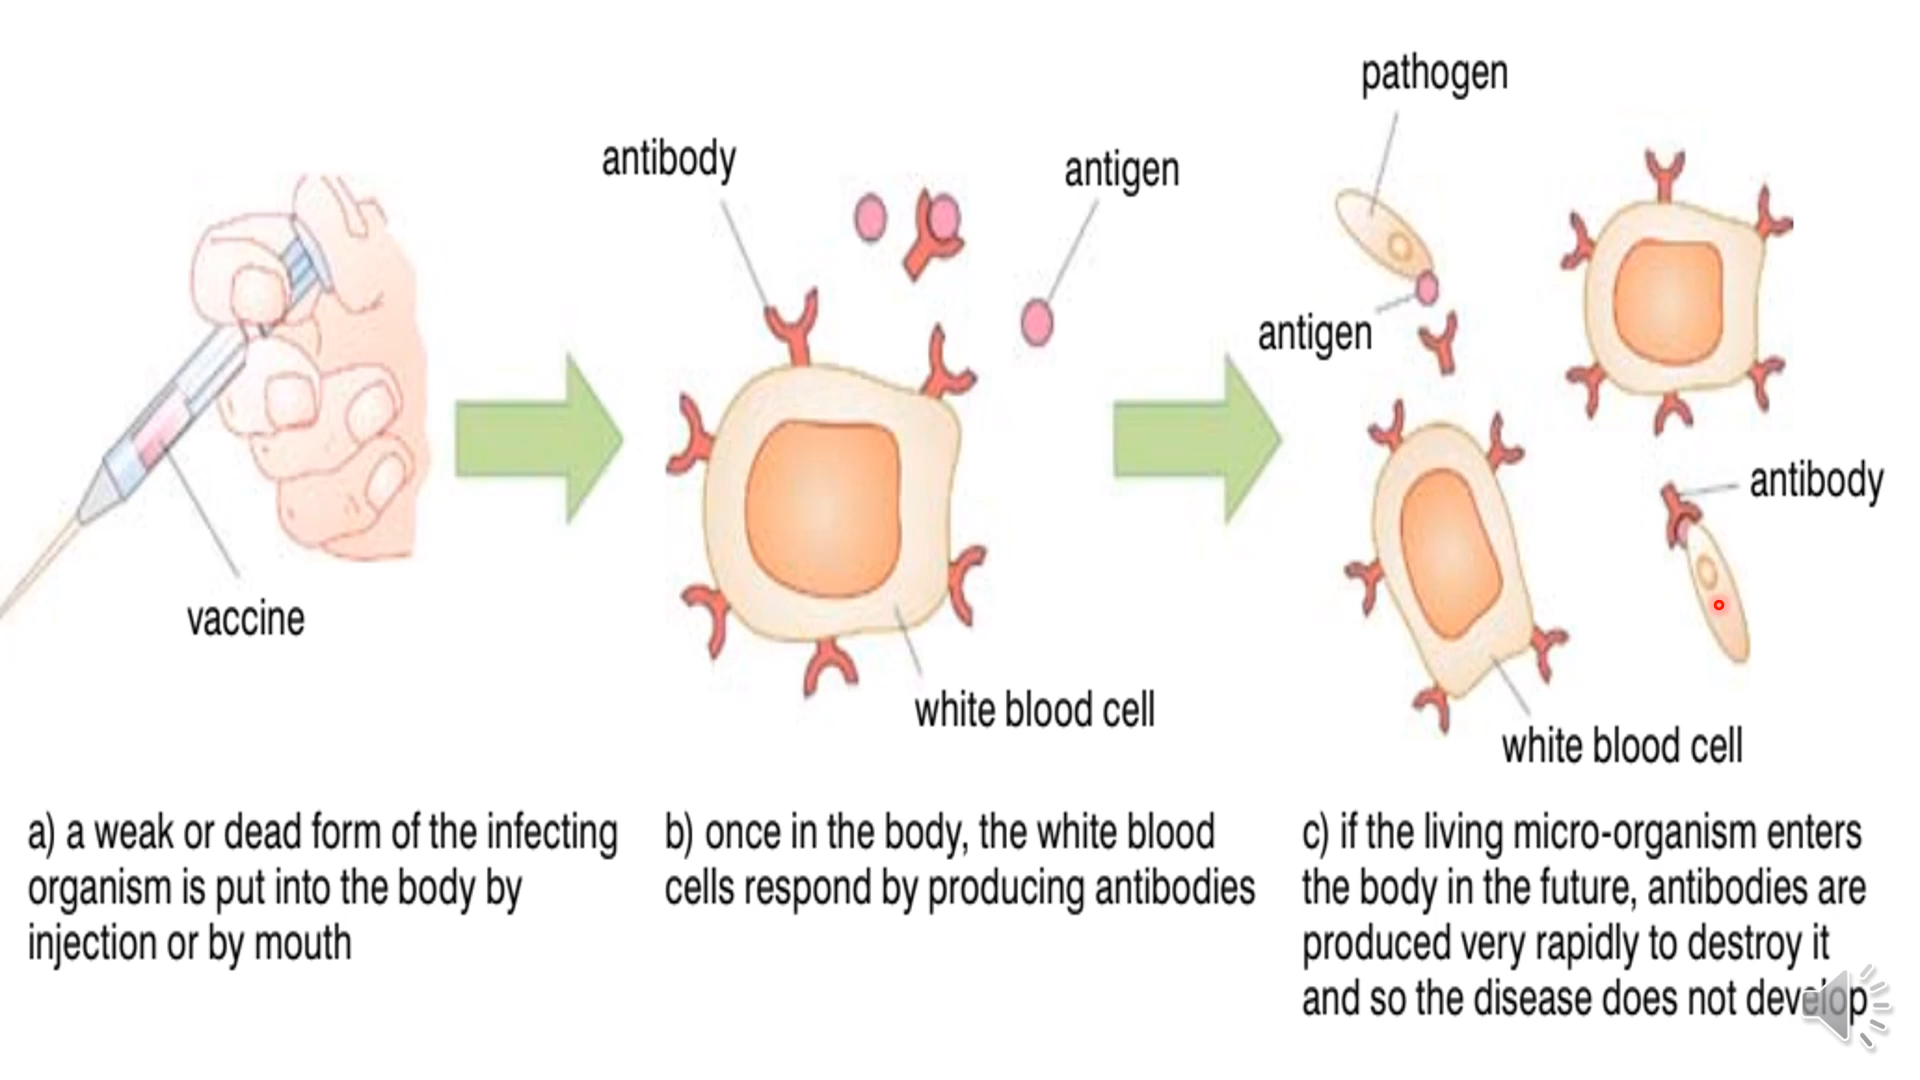 pathogen
antibody
antigen
antigen
antibody
vaccine
white blood cell
white blood cell
a) a weak or dead form of the infecting
organism is put into the body by
injection or by mouth
b) once in the body, the white blood
cells respond by producing antibodies
c) if the living micro-organism enters
the body in the future, antibodies are
produced very rapidly to destroy it
and so the disease does not develop